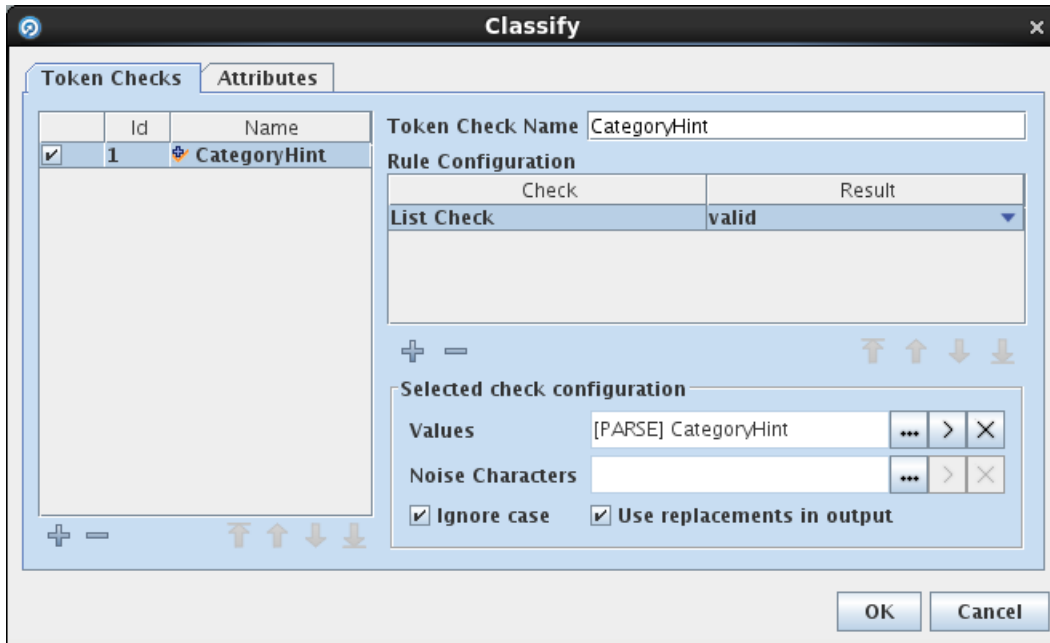 Classify
Token Checks Attributes
Id Name
1 CategoryHint
Token Check Name CategoryHint
Rule Configuration
Check Result
List Check valid
Selected check configuration
Values [PARSE] CategoryHint ... > X
Noise Characters ... > X
Ignore case Use replacements in output
OK Cancel